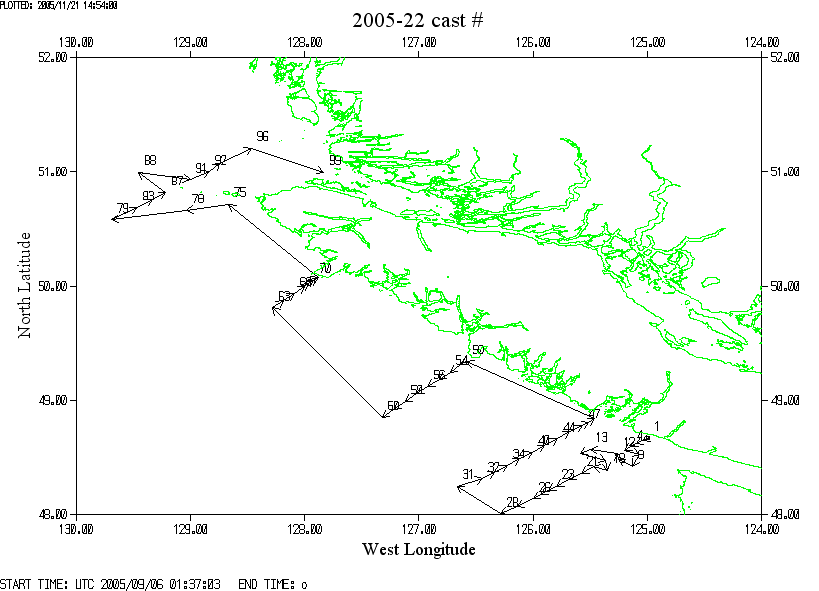 PLOTTED: 2005/11/21 14:54:00
2005-22 cast #
130.00 129.00 128.00 127.00 126.00 125.00 124.00
52.00 52.00
96
88 99
91 92
51.00 51.00
87
83 75
79 78
70
50.00 50.00
63
North Latitude
50
54
56
49.00 58 49.00
60 47
44 1
40 13 12
34 9
32
31 23
26
28
48.00 48.00
130.00 129.00 128.00 127.00 126.00 125.00 124.00
West Longitude
START TIME: UTC 2005/09/06 01:37:03 END TIME: 0